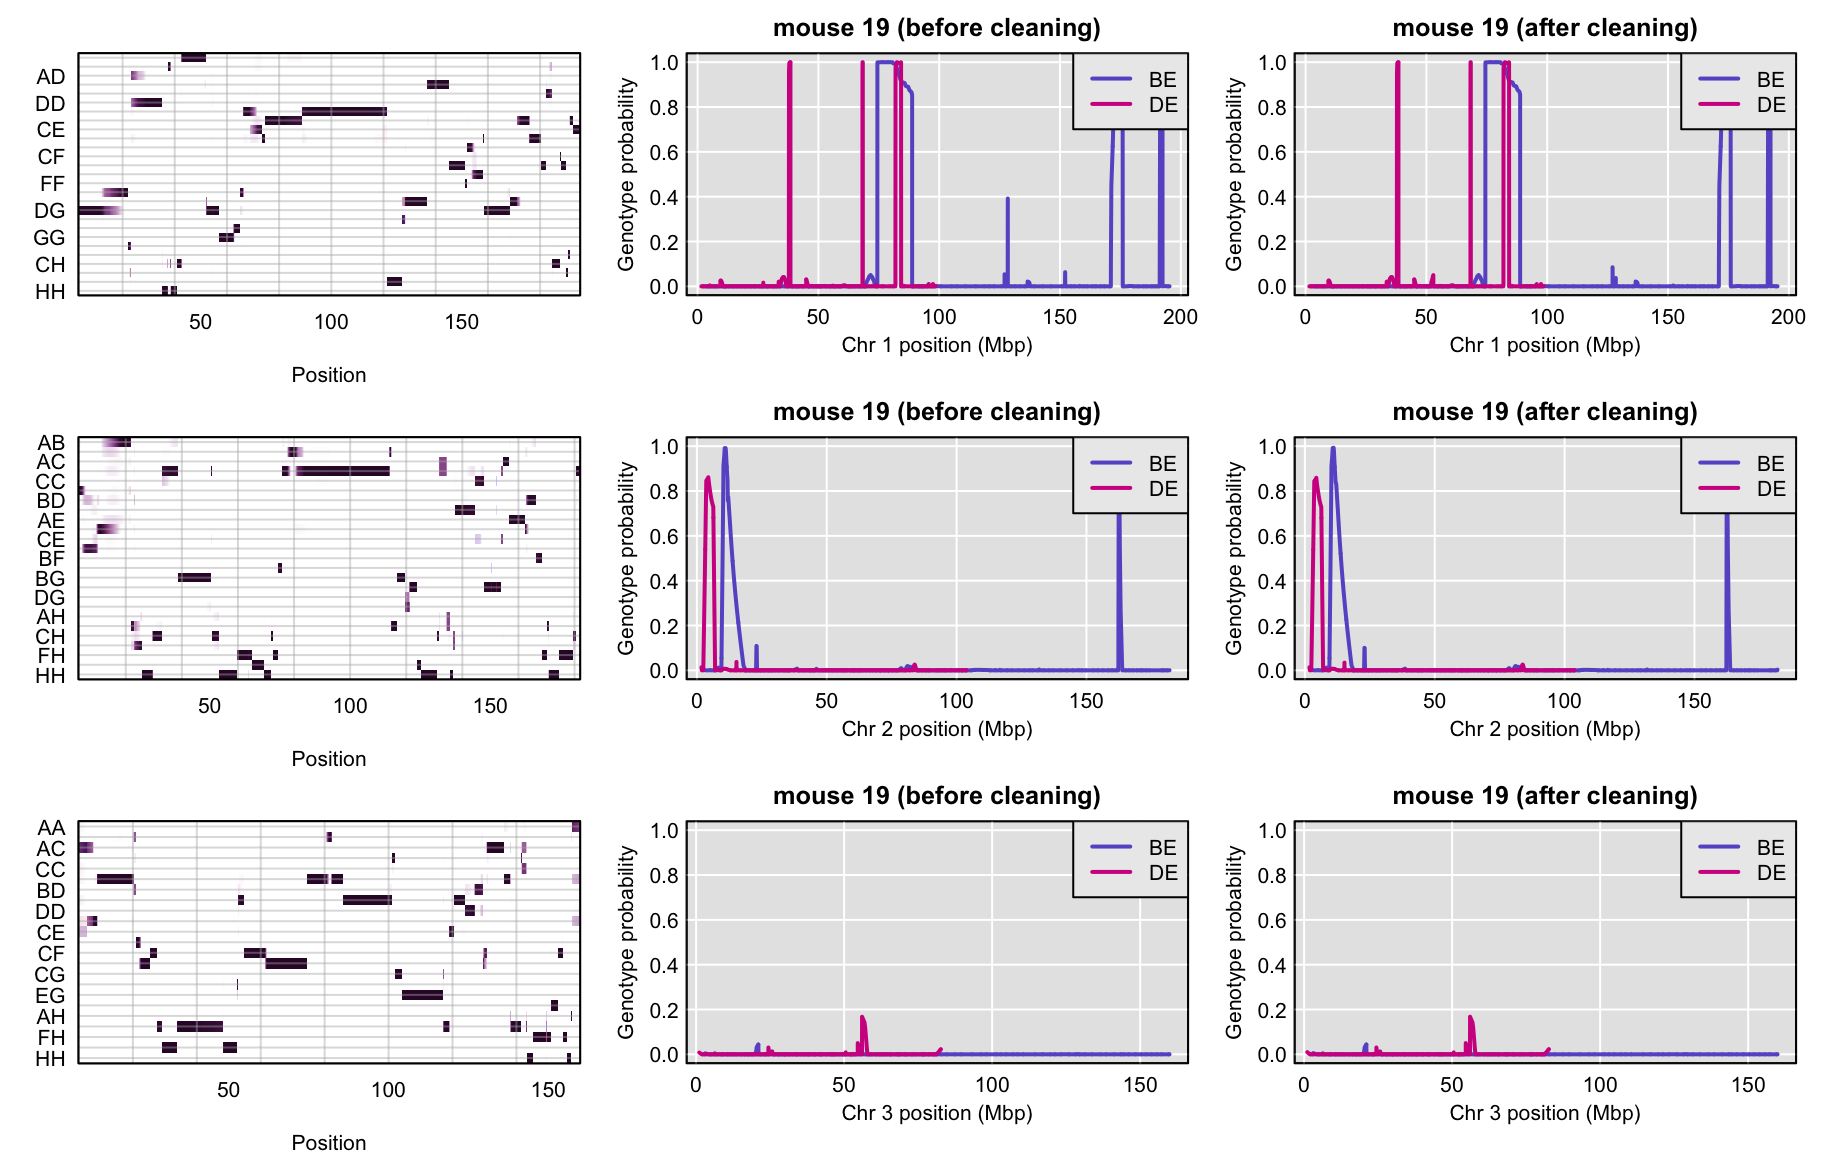 AD
DD
CE
CF
FF
DG
GG
CH
HH
50 100 150
Position
mouse 19 (before cleaning)
Genotype probability
1.0
0.8
0.6
0.4
0.2
0.0
BE
DE
0 50 100 150 200
Chr 1 position (Mbp)
mouse 19 (after cleaning)
Genotype probability
1.0
0.8
0.6
0.4
0.2
0.0
BE
DE
0 50 100 150 200
Chr 1 position (Mbp)
AB
AC
CC
BD
AE
CE
BF
BG
DG
AH
CH
FH
HH
50 100 150
Position
mouse 19 (before cleaning)
Genotype probability
1.0
0.8
0.6
0.4
0.2
0.0
BE
DE
0 50 100 150
Chr 2 position (Mbp)
mouse 19 (after cleaning)
Genotype probability
1.0
0.8
0.6
0.4
0.2
0.0
BE
DE
0 50 100 150
Chr 2 position (Mbp)
AA
AC
CC
BD
DD
CE
CF
CG
EG
AH
FH
HH
50 100 150
Position
mouse 19 (before cleaning)
Genotype probability
1.0
0.8
0.6
0.4
0.2
0.0
BE
DE
0 50 100 150
Chr 3 position (Mbp)
mouse 19 (after cleaning)
Genotype probability
1.0
0.8
0.6
0.4
0.2
0.0
BE
DE
0 50 100 150
Chr 3 position (Mbp)